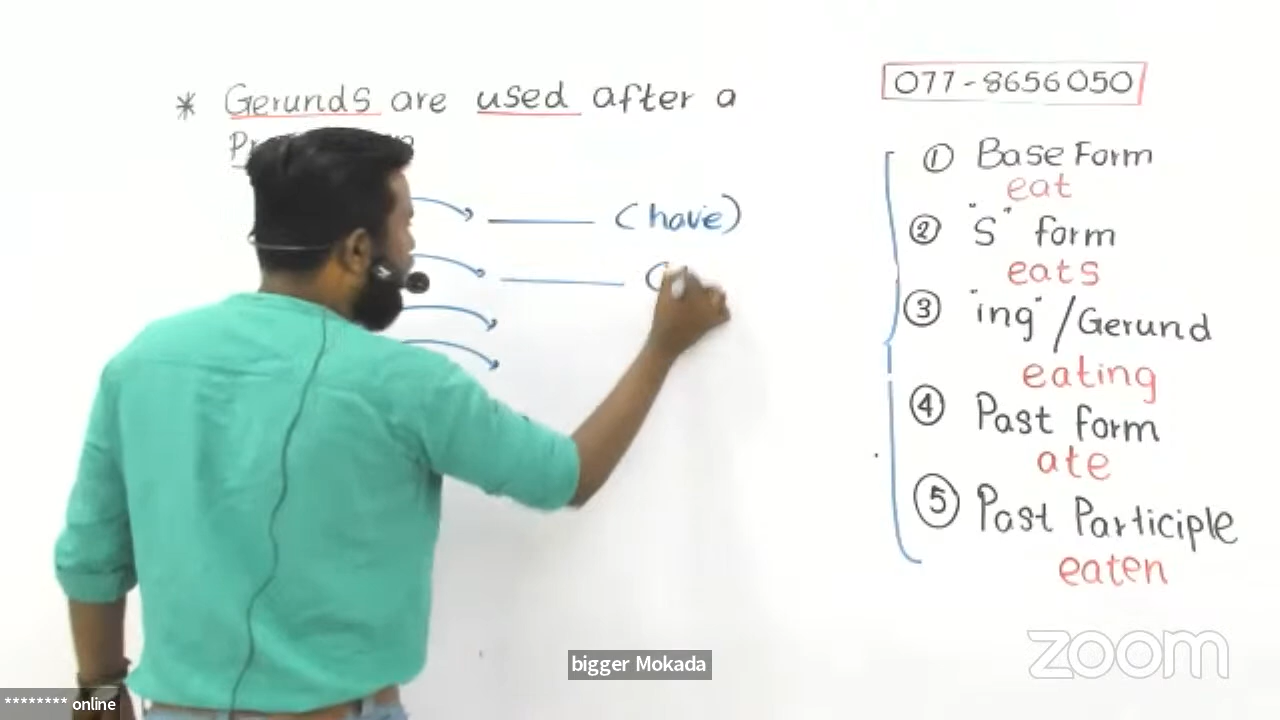 * Gerunds are used after a
(have)
077-8656050
① Base Form
eat
② "S" form
eats
③ "ing"/Gerund
eating
④ Past form
ate
⑤ Past Participle
eaten
bigger Mokada
zoom
******** online